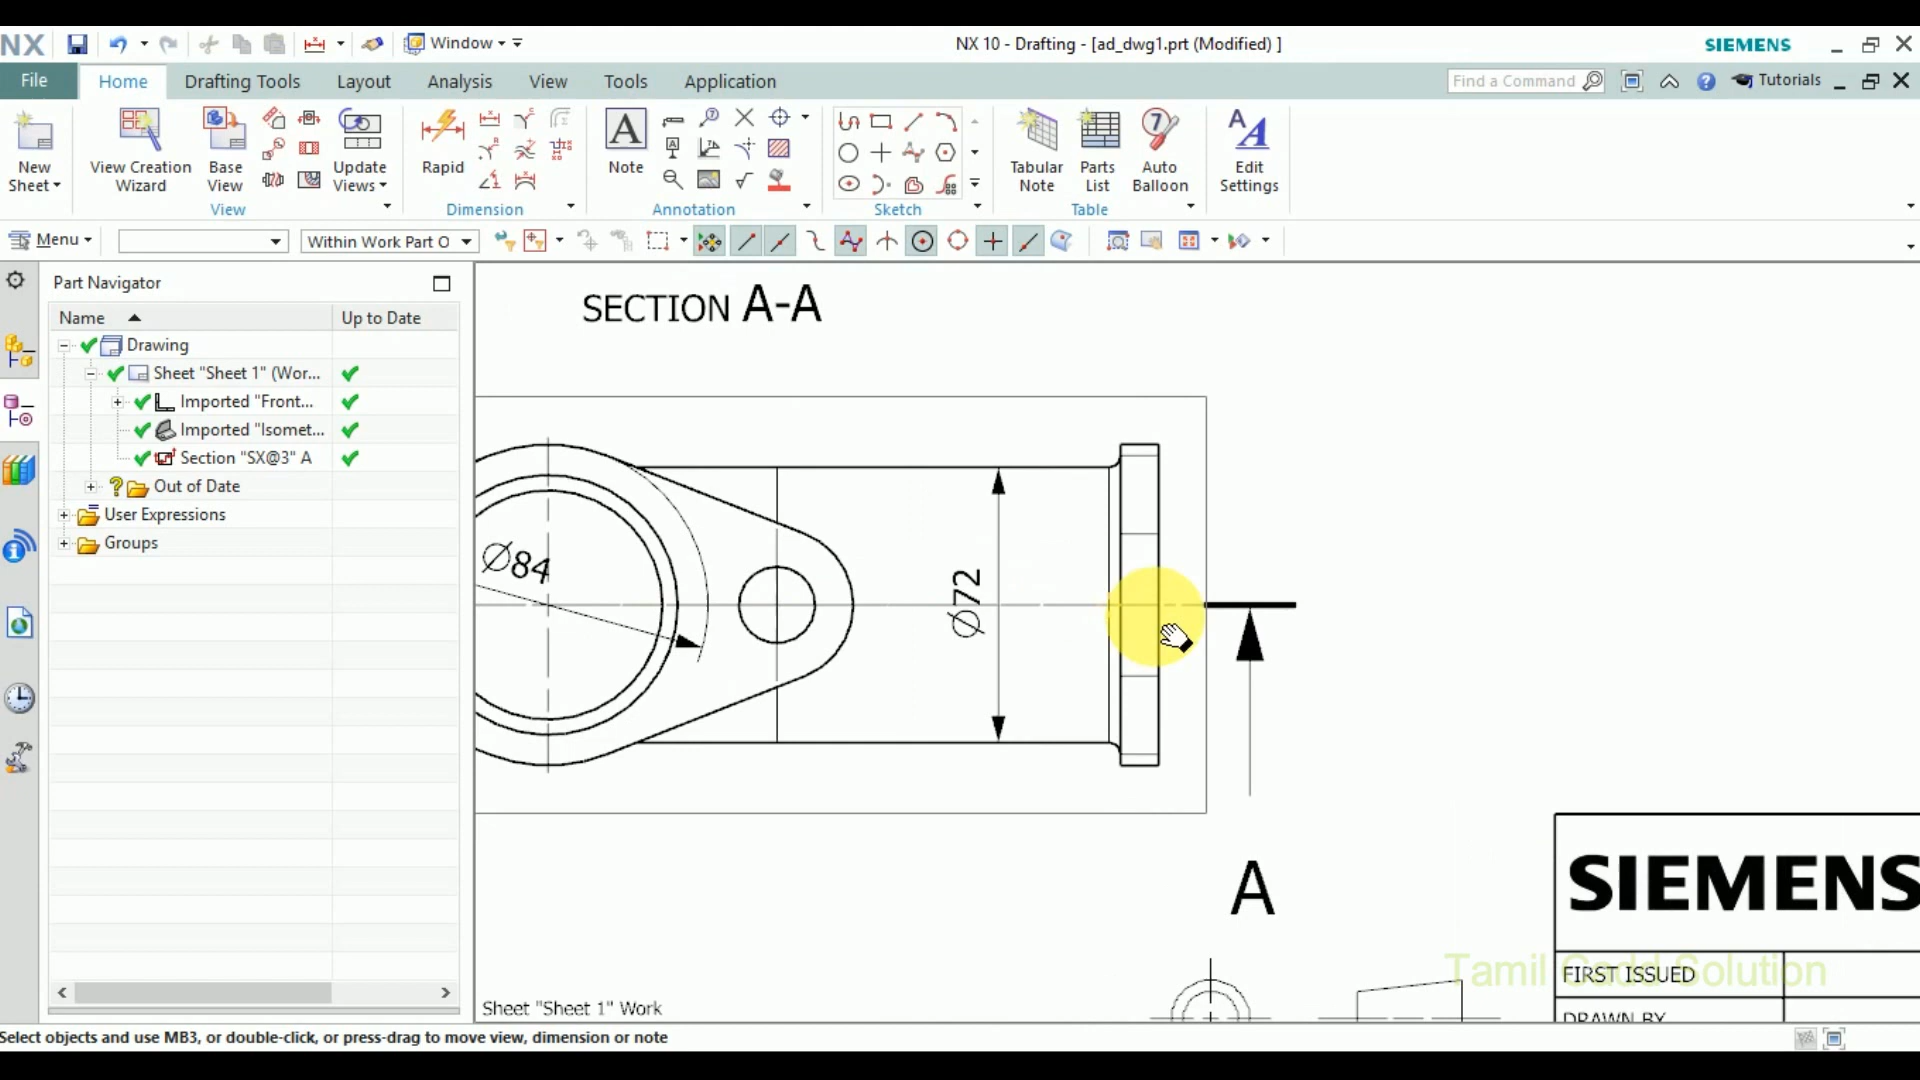 NX
Window
NX 10 - Drafting - [ad_dwg1.prt (Modified) ]
SIEMENS
File
Home
Drafting Tools
Layout
Analysis
View
Tools
Application
Find a Command
Tutorials
New Sheet
View Creation Wizard
Base View
Update Views
Rapid
A
Note
Tabular Note
Parts List
7
Auto Balloon
Edit Settings
View
Dimension
Annotation
Sketch
Table
Menu
Within Work Part O
Part Navigator
Name
Up to Date
Drawing
Sheet "Sheet 1" (Wor...
Imported "Front...
Imported "Isomet...
Section "SX@3" A
Out of Date
User Expressions
Groups
SECTION A-A
Ø84
Ø72
A
SIEMENS
FIRST ISSUED
DRAWN BY
Tamil Cadd Solution
Sheet "Sheet 1" Work
Select objects and use MB3, or double-click, or press-drag to move view, dimension or note